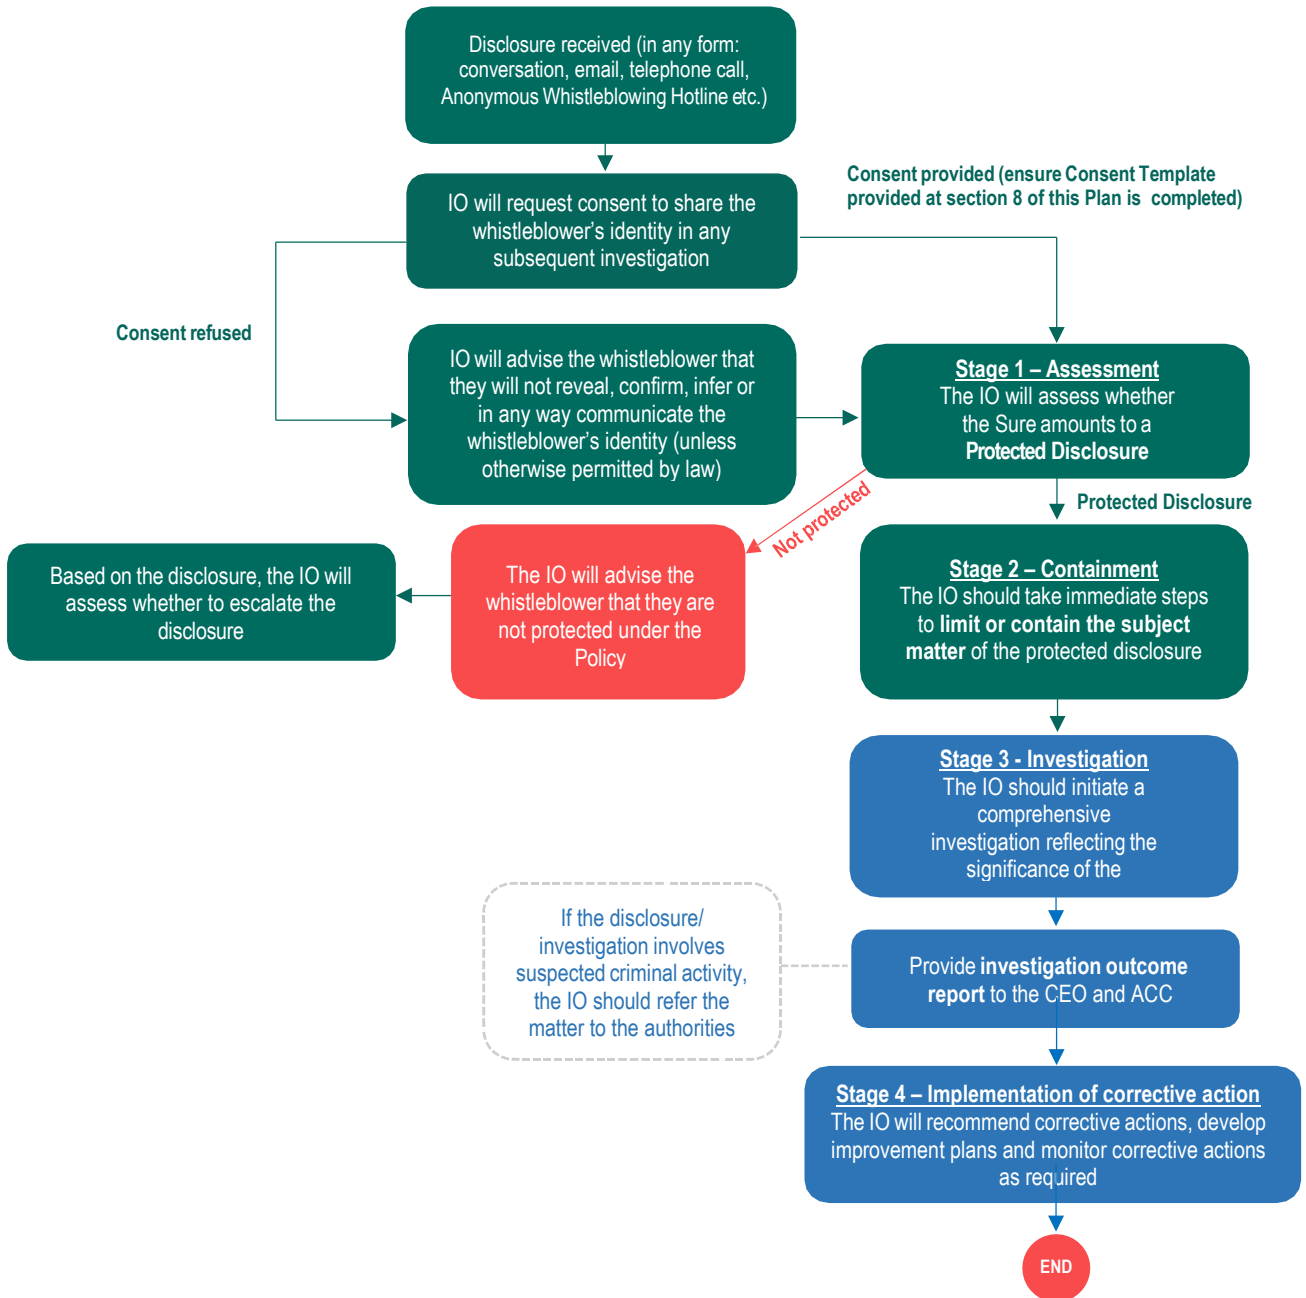 Disclosure received (in any form:
conversation, email, telephone call,
Anonymous Whistleblowing Hotline etc.)
Consent provided (ensure Consent Template
provided at section 8 of this Plan is completed)
IO will request consent to share the
whistleblower's identity in any
subsequent investigation
Consent refused
IO will advise the whistleblower that
they will not reveal, confirm, infer or
in any way communicate the
whistleblower's identity (unless
otherwise permitted by law)
Stage 1 – Assessment
The IO will assess whether
the Sure amounts to a
Protected Disclosure
Not protected
Protected Disclosure
Based on the disclosure, the IO will
assess whether to escalate the
disclosure
The IO will advise the
whistleblower that they are
not protected under the
Policy
Stage 2 – Containment
The IO should take immediate steps
to limit or contain the subject
matter of the protected disclosure
Stage 3 - Investigation
The IO should initiate a
comprehensive
investigation reflecting the
significance of the
If the disclosure/
investigation involves
suspected criminal activity,
the IO should refer the
matter to the authorities
Provide investigation outcome
report to the CEO and ACC
Stage 4 – Implementation of corrective action
The IO will recommend corrective actions, develop
improvement plans and monitor corrective actions
as required
END